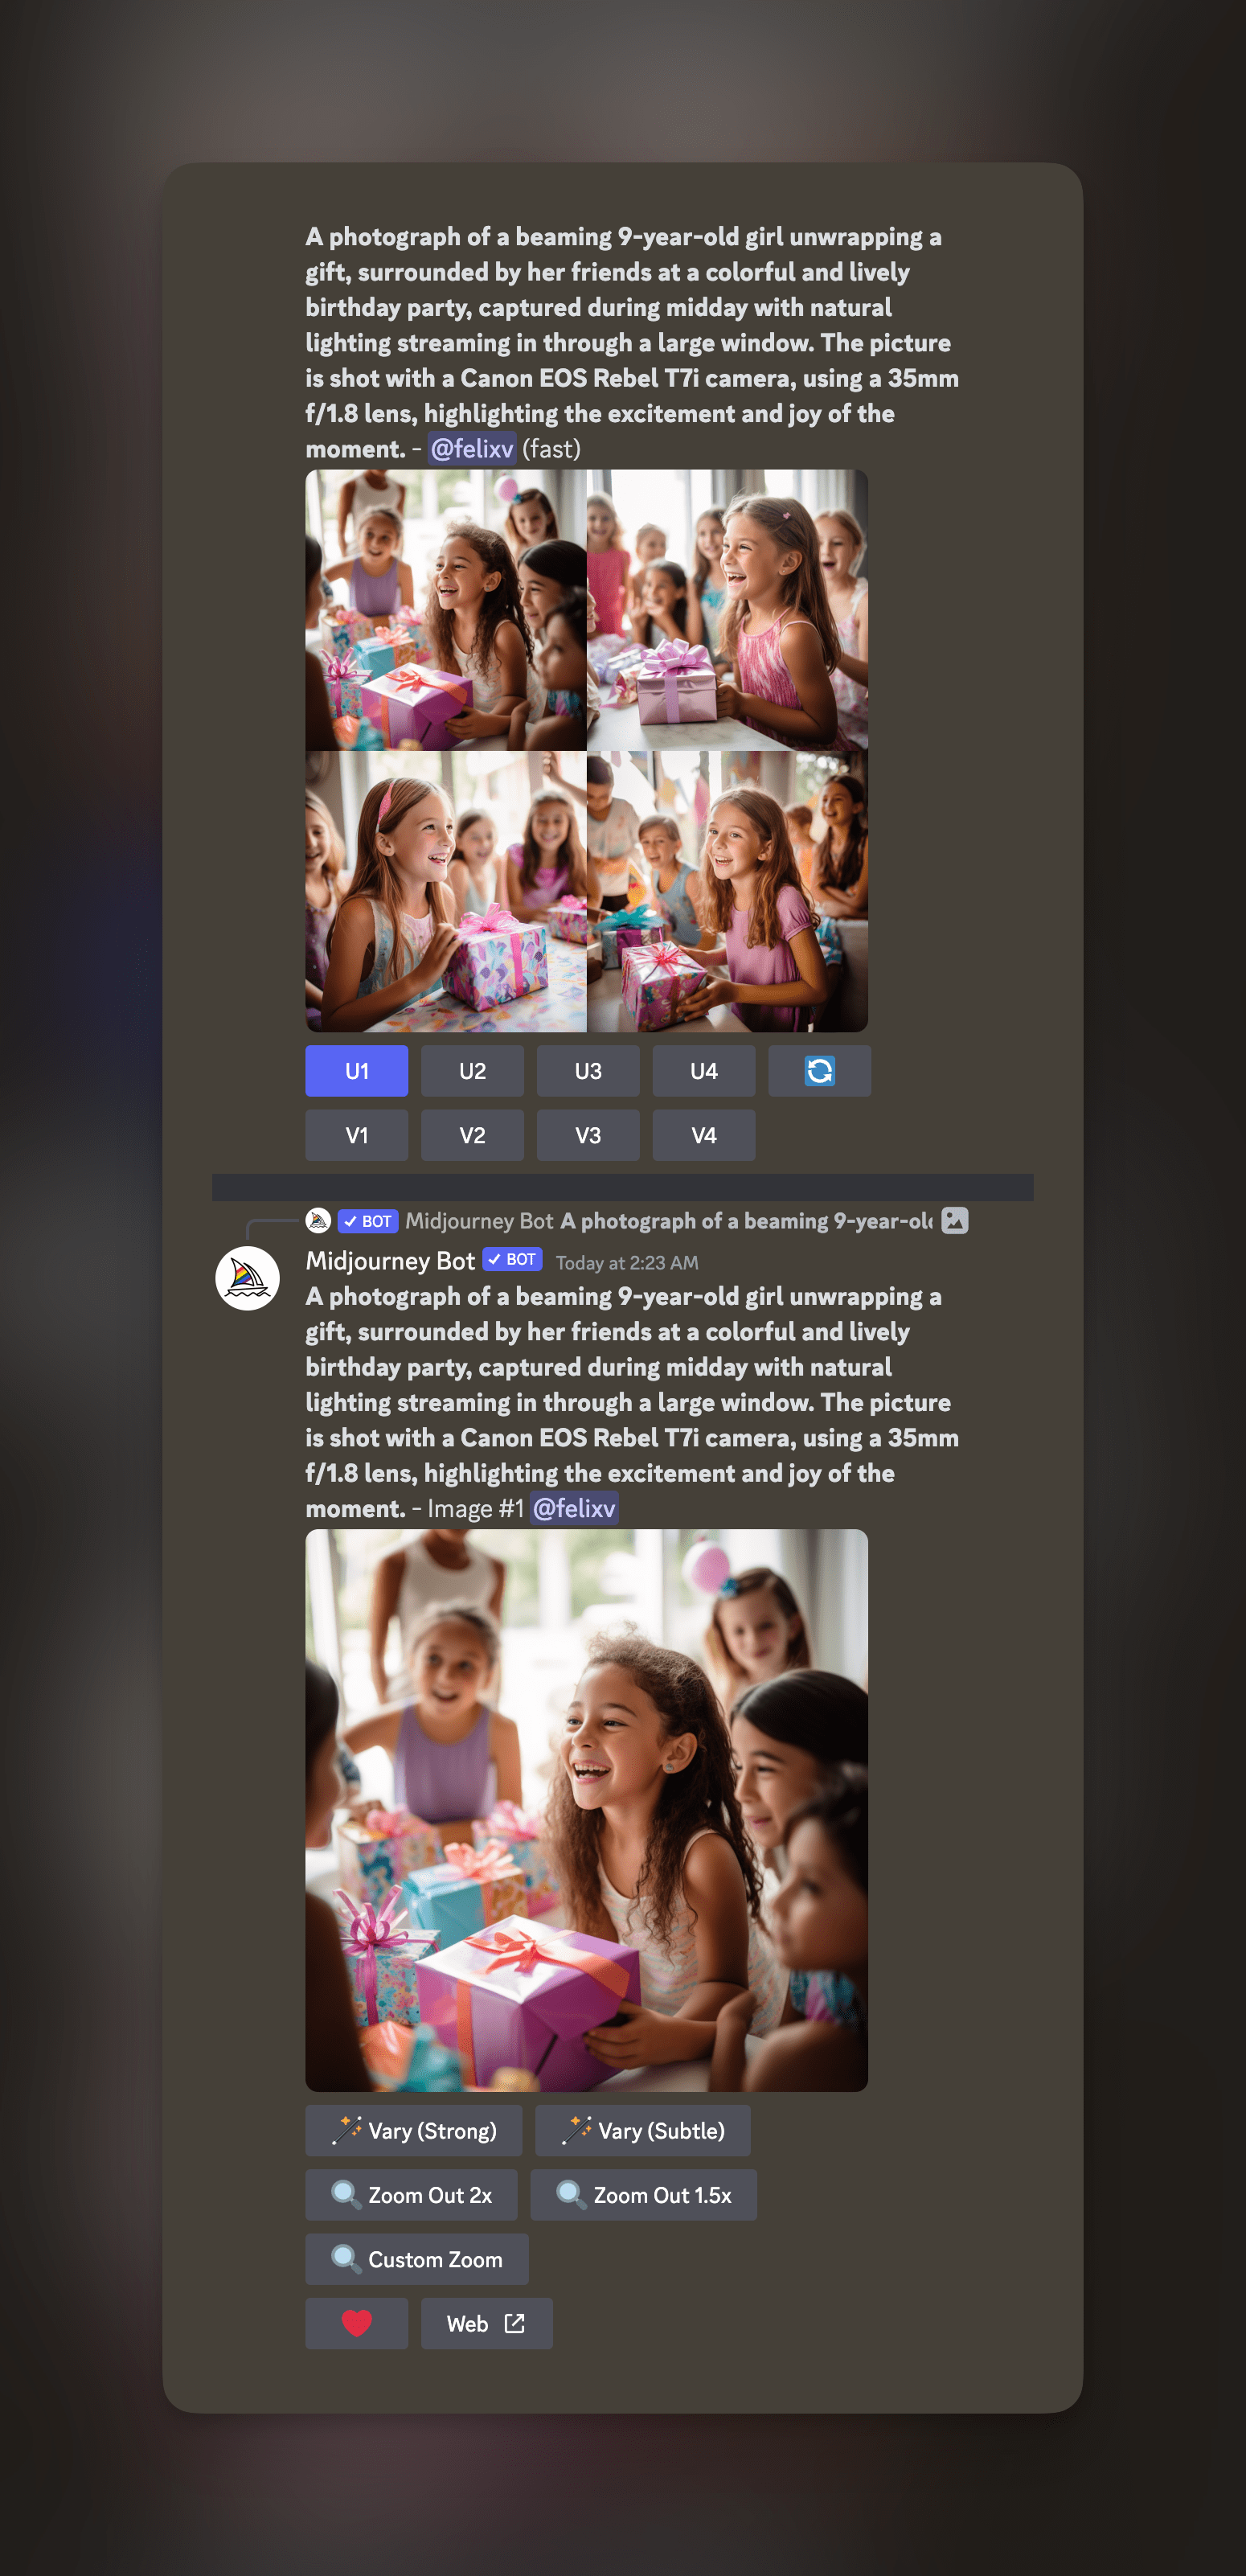 A photograph of a beaming 9-year-old girl unwrapping a
gift, surrounded by her friends at a colorful and lively
birthday party, captured during midday with natural
lighting streaming in through a large window. The picture
is shot with a Canon EOS Rebel T7i camera, using a 35mm
f/1.8 lens, highlighting the excitement and joy of the
moment. - @felixv (fast)
U1 U2 U3 U4
V1 V2 V3 V4
BOT Midjourney Bot A photograph of a beaming 9-year-old
Midjourney Bot BOT Today at 2:23 AM
A photograph of a beaming 9-year-old girl unwrapping a
gift, surrounded by her friends at a colorful and lively
birthday party, captured during midday with natural
lighting streaming in through a large window. The picture
is shot with a Canon EOS Rebel T7i camera, using a 35mm
f/1.8 lens, highlighting the excitement and joy of the
moment. - Image #1 @felixv
Vary (Strong) Vary (Subtle)
Zoom Out 2x Zoom Out 1.5x
Custom Zoom
Web